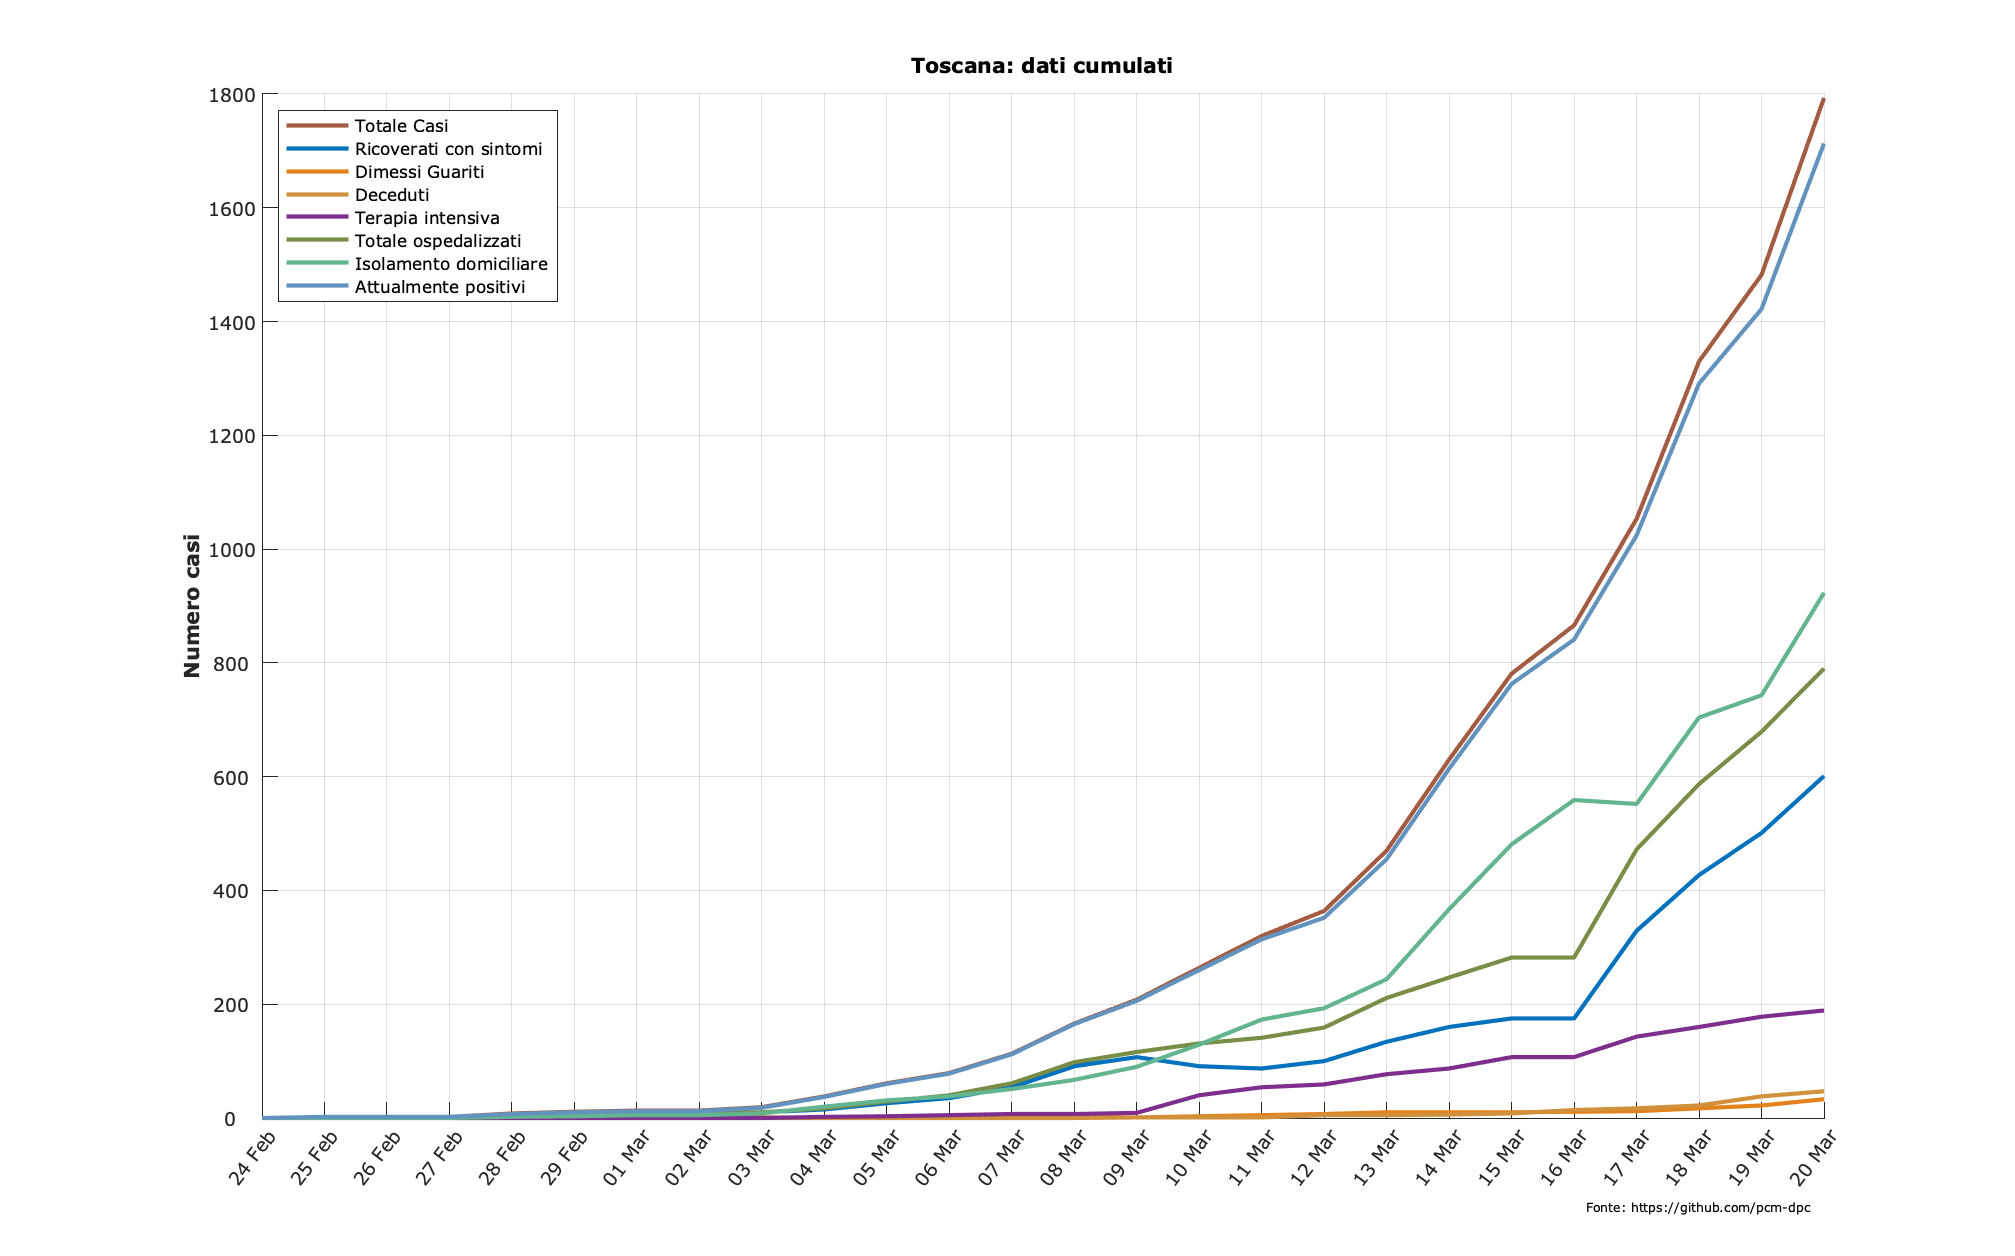 Toscana: dati cumulati
1800
1600
1400
1200
1000
800
600
400
200
0
Numero casi
Totale Casi
Ricoverati con sintomi
Dimessi Guariti
Deceduti
Terapia intensiva
Totale ospedalizzati
Isolamento domiciliare
Attualmente positivi
24 Feb
25 Feb
26 Feb
27 Feb
28 Feb
29 Feb
01 Mar
02 Mar
03 Mar
04 Mar
05 Mar
06 Mar
07 Mar
08 Mar
09 Mar
10 Mar
11 Mar
12 Mar
13 Mar
14 Mar
15 Mar
16 Mar
17 Mar
18 Mar
19 Mar
20 Mar
Fonte: https://github.com/pcm-dpc